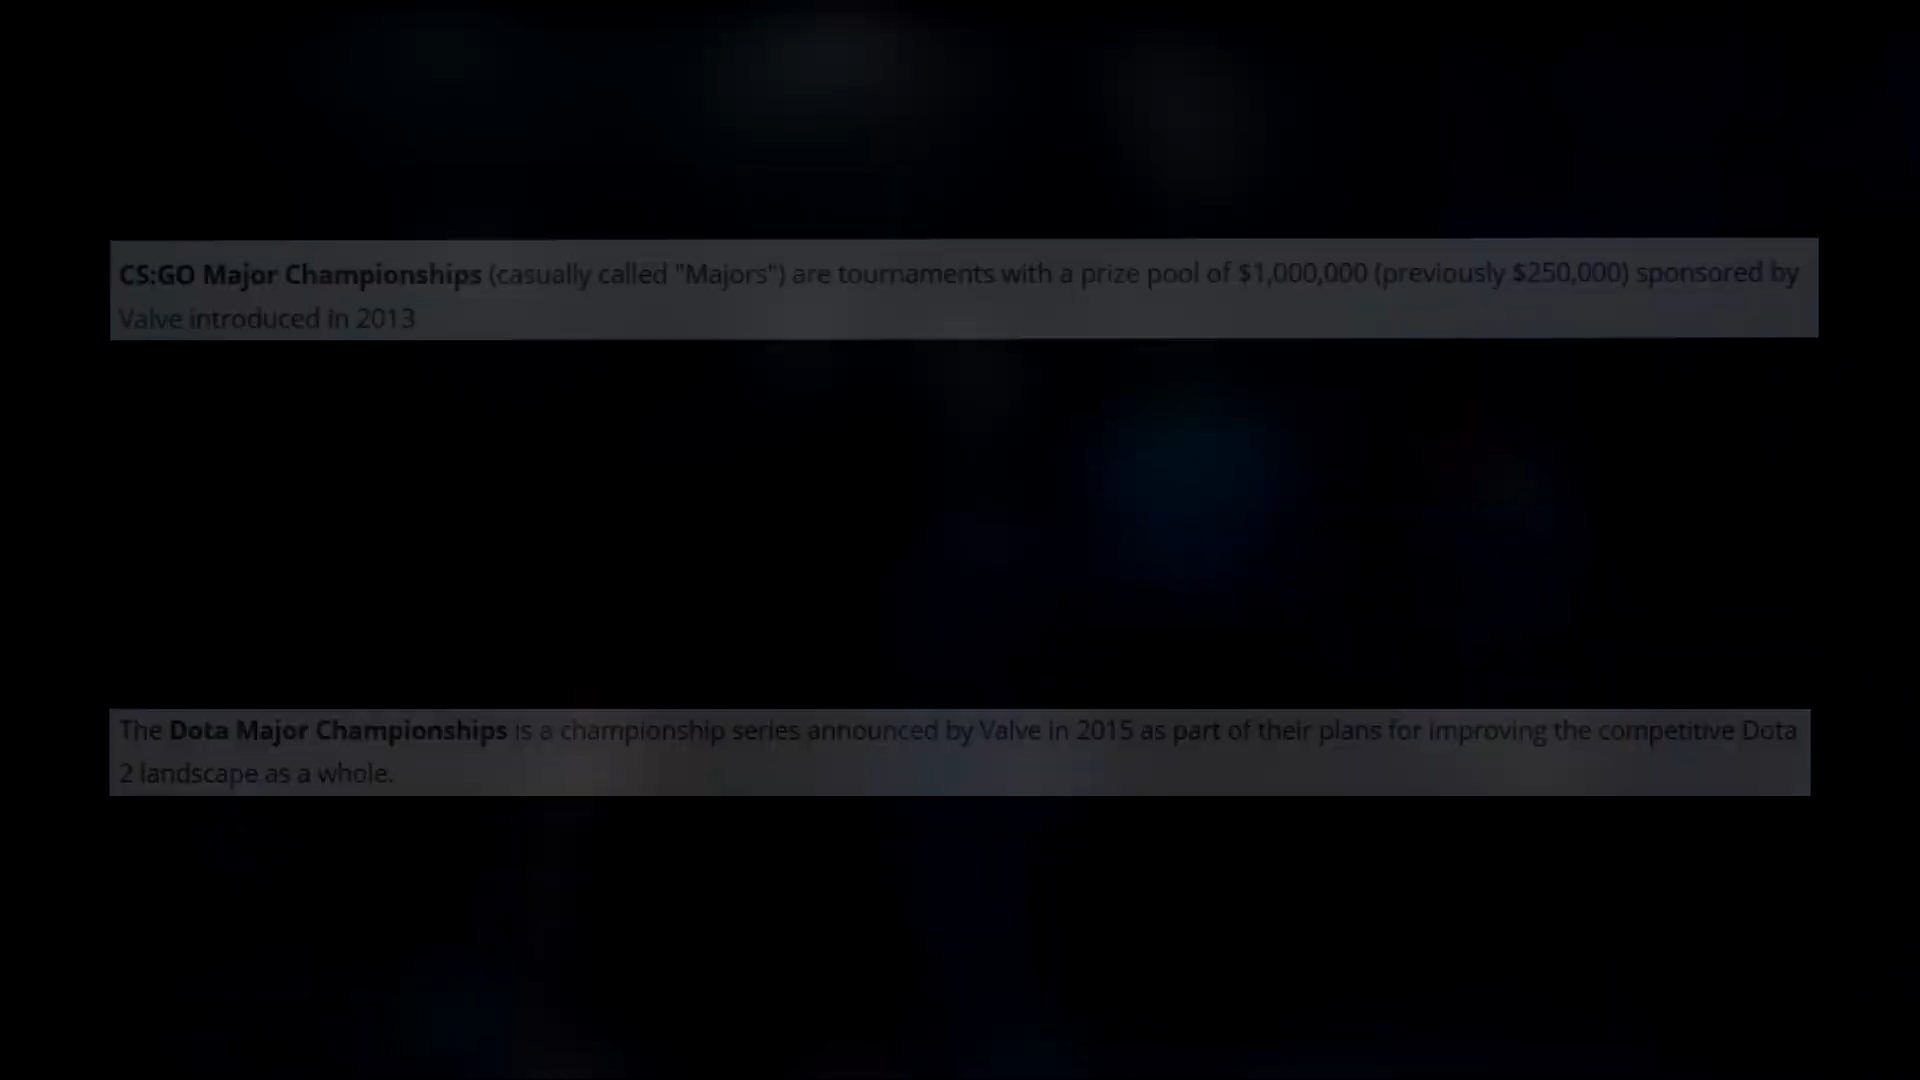 CS:GO Major Championships (casually called "Majors") are tournaments with a prize pool of $1,000,000 (previously $250,000) sponsored by
Valve introduced in 2013
The Dota Major Championships is a championship series announced by Valve in 2015 as part of their plans for improving the competitive Dota
2 landscape as a whole.